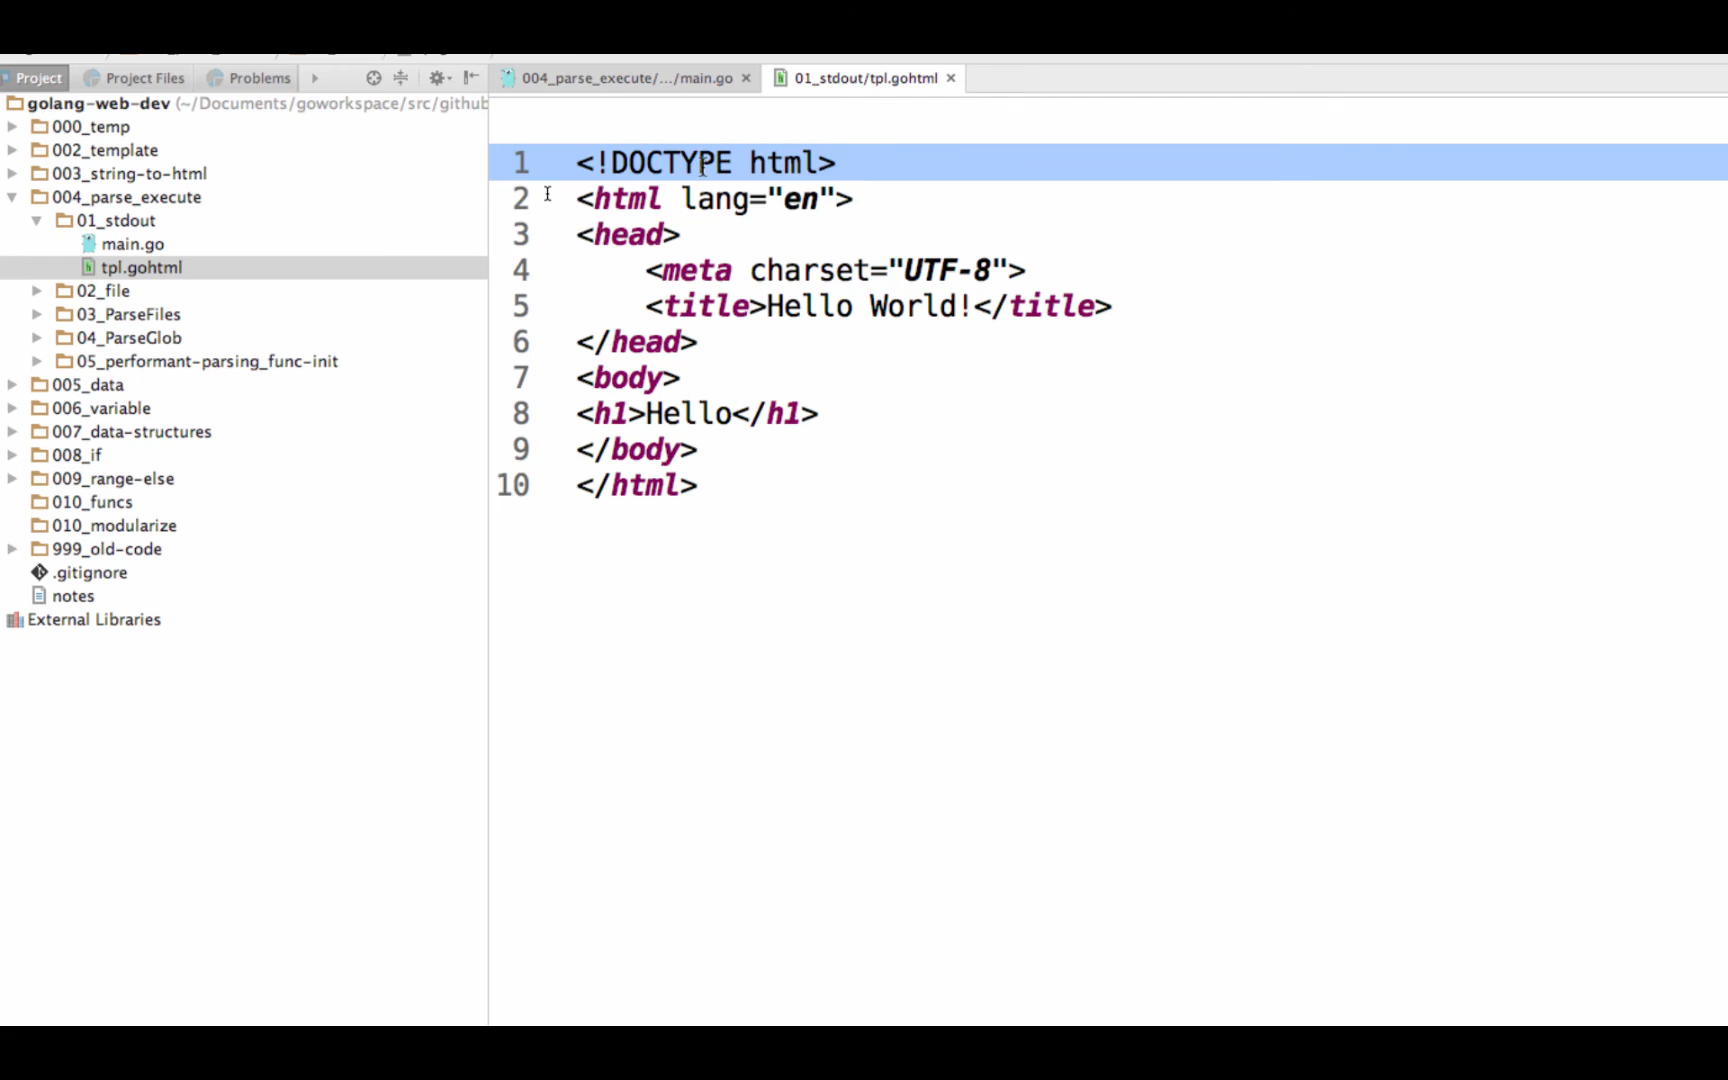 Project Project Files Problems
golang-web-dev (~/Documents/goworkspace/src/github
000_temp
002_template
003_string-to-html
004_parse_execute
01_stdout
main.go
tpl.gohtml
02_file
03_ParseFiles
04_ParseGlob
05_performant-parsing_func-init
005_data
006_variable
007_data-structures
008_if
009_range-else
010_funcs
010_modularize
999_old-code
.gitignore
notes
External Libraries
004_parse_execute/.../main.go 01_stdout/tpl.gohtml
1 <!DOCTYPE html>
2 <html lang="en">
3 <head>
4     <meta charset="UTF-8">
5     <title>Hello World!</title>
6 </head>
7 <body>
8 <h1>Hello</h1>
9 </body>
10 </html>